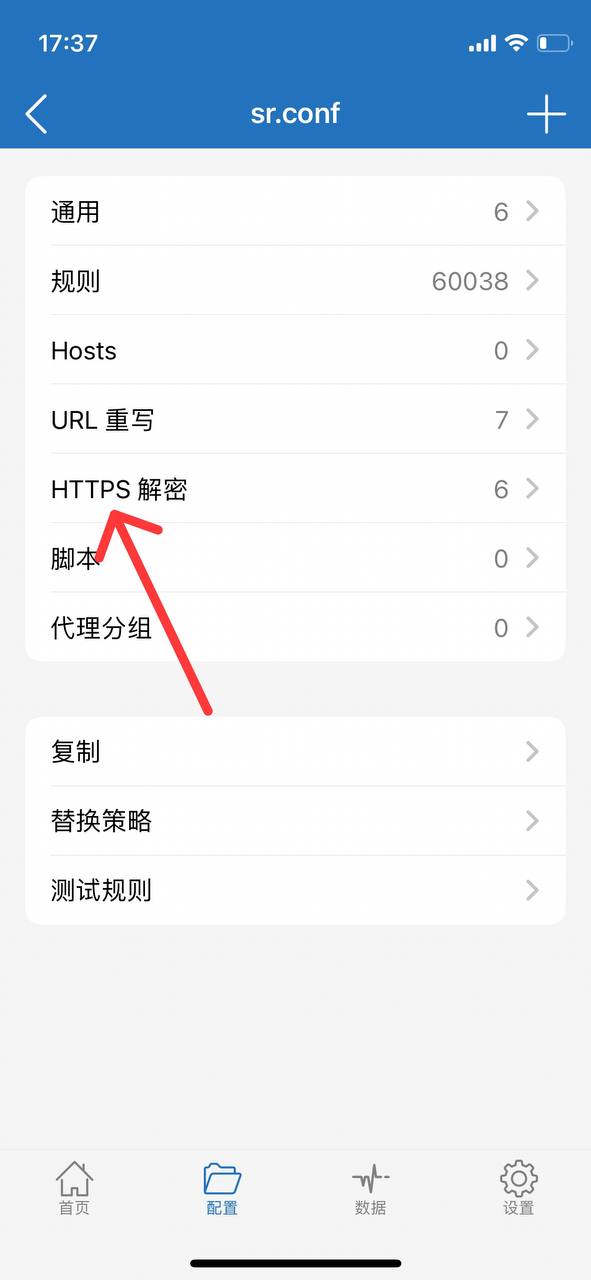 17:37
sr.conf
通用 6
规则 60038
Hosts 0
URL 重写 7
HTTPS 解密 6
脚本 0
代理分组 0
复制
替换策略
测试规则
首页 配置 数据 设置